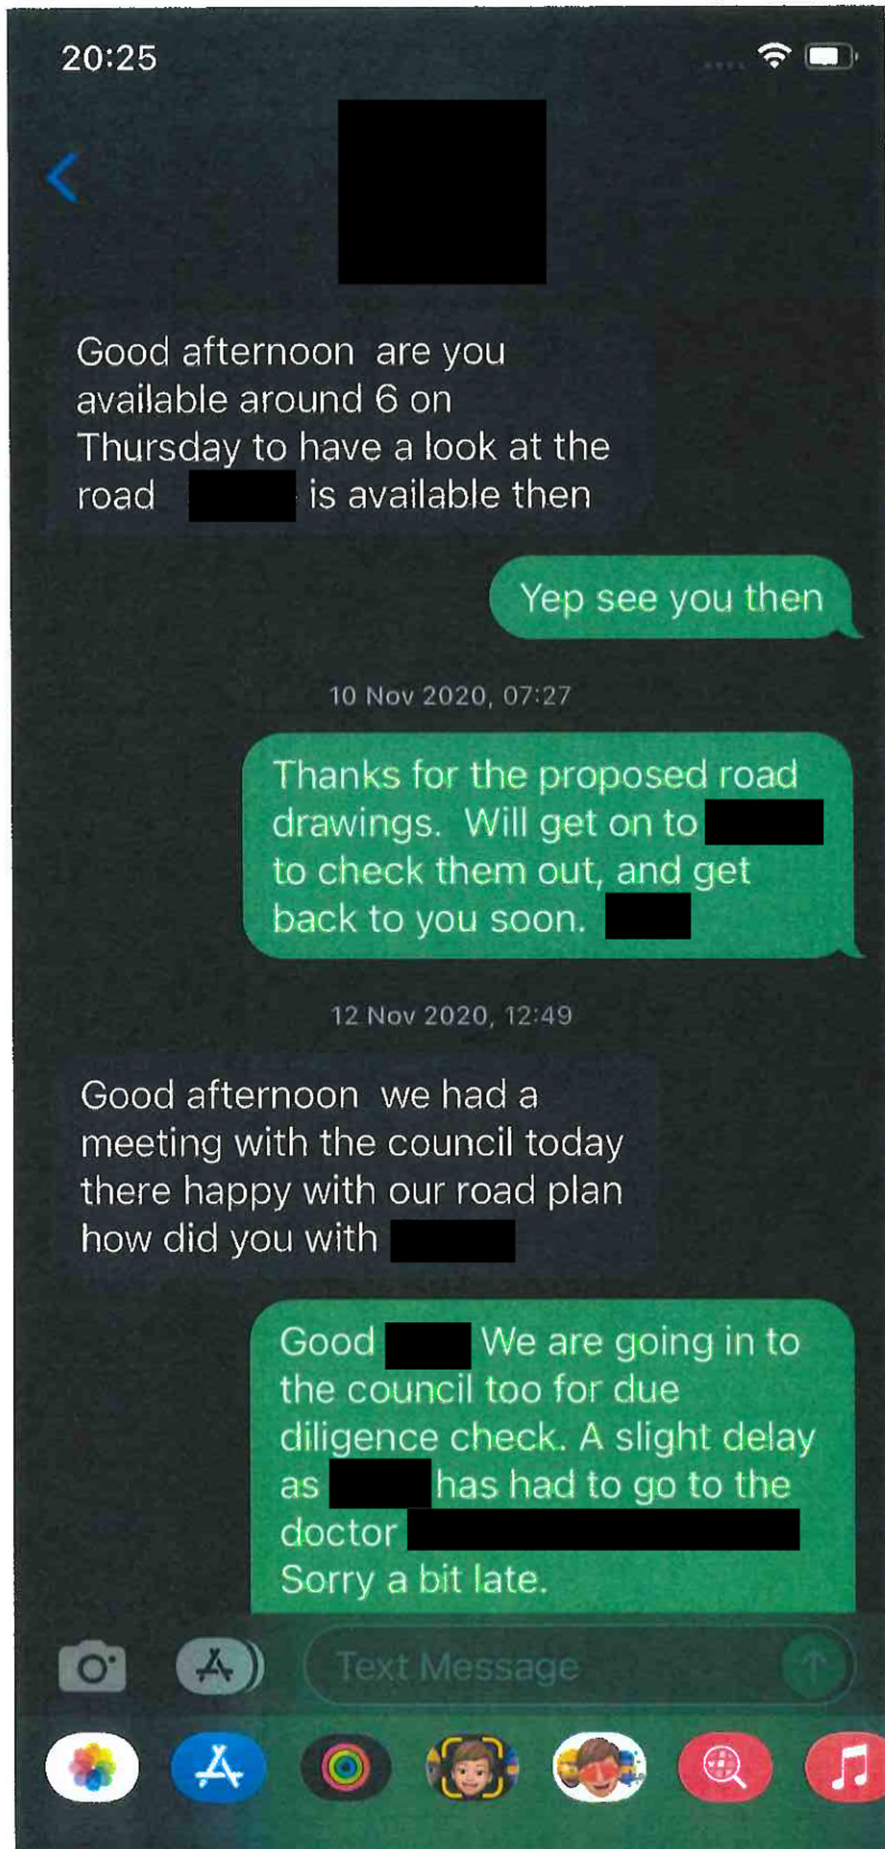 20:25
Good afternoon  are you
available around 6 on
Thursday to have a look at the
road is available then
Yep see you then
10 Nov 2020, 07:27
Thanks for the proposed road
drawings.  Will get on to
to check them out, and get
back to you soon.
12 Nov 2020, 12:49
Good afternoon  we had a
meeting with the council today
there happy with our road plan
how did you with
Good We are going in to
the council too for due
diligence check. A slight delay
as has had to go to the
doctor
Sorry a bit late.
Text Message